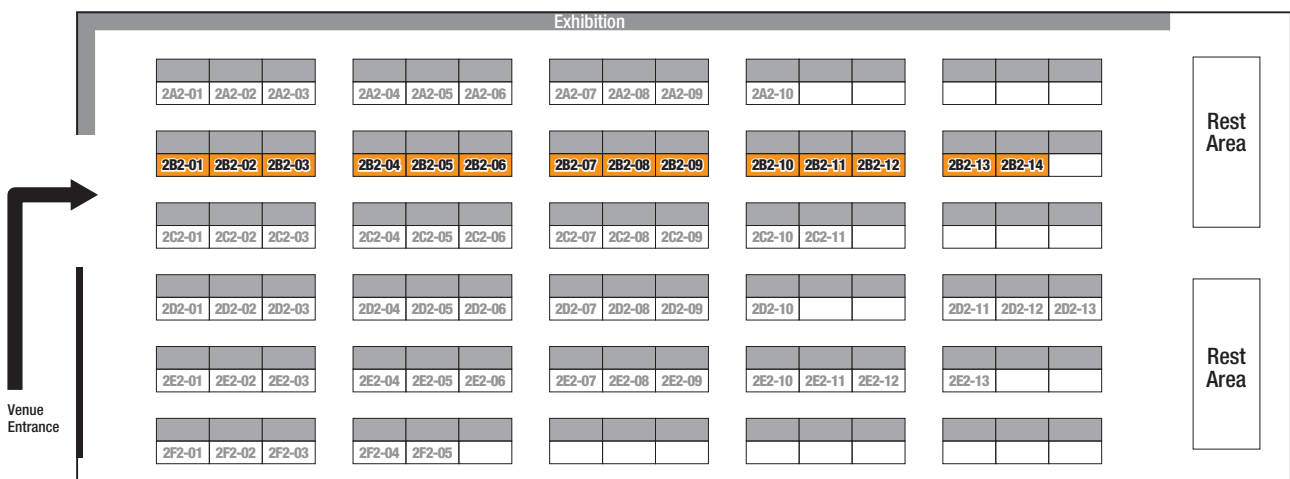 Exhibition
2A2-01 2A2-02 2A2-03 2A2-04 2A2-05 2A2-06 2A2-07 2A2-08 2A2-09 2A2-10
2B2-01 2B2-02 2B2-03 2B2-04 2B2-05 2B2-06 2B2-07 2B2-08 2B2-09 2B2-10 2B2-11 2B2-12 2B2-13 2B2-14
2C2-01 2C2-02 2C2-03 2C2-04 2C2-05 2C2-06 2C2-07 2C2-08 2C2-09 2C2-10 2C2-11
2D2-01 2D2-02 2D2-03 2D2-04 2D2-05 2D2-06 2D2-07 2D2-08 2D2-09 2D2-10 2D2-11 2D2-12 2D2-13
2E2-01 2E2-02 2E2-03 2E2-04 2E2-05 2E2-06 2E2-07 2E2-08 2E2-09 2E2-10 2E2-11 2E2-12 2E2-13
2F2-01 2F2-02 2F2-03 2F2-04 2F2-05
Rest
Area
Rest
Area
Venue
Entrance